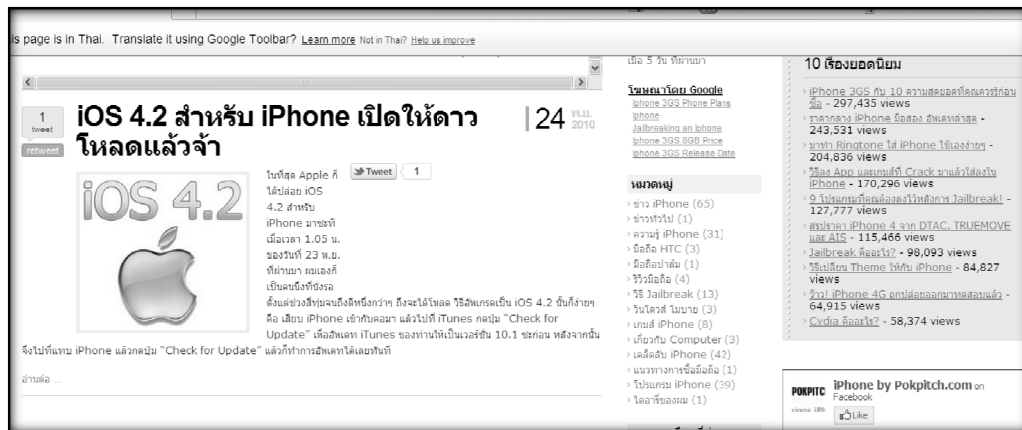 is page is in Thai. Translate it using Google Toolbar? Learn more Not in Thai? Help us improve
1
tweet
retweet
iOS 4.2 สำหรับ iPhone เปิดให้ดาว
โหลดแล้วจ้า
24 พ.ย.
2010
iOS 4.2
ในที่สุด Apple ก็
ได้ปล่อย iOS
4.2 สำหรับ
iPhone มาซะที
เมื่อเวลา 1.05 น.
ของวันที่ 23 พ.ย.
ที่ผ่านมา ผมเองก็
เป็นคนนึงที่นั่งรอ
ตั้งแต่ช่วงสี่ทุ่มจนถึงตีหนึ่งกว่าๆ ถึงจะได้โหลด วิธีอัพเกรดเป็น iOS 4.2 นั้นก็ง่ายๆ
คือ เสียบ iPhone เข้ากับคอมฯ แล้วไปที่ iTunes กดปุ่ม “Check for
Update” เพื่ออัพเดท iTunes ของท่านให้เป็นเวอร์ชั่น 10.1 ซะก่อน หลังจากนั้น
จึงไปที่แทบ iPhone แล้วกดปุ่ม “Check for Update” แล้วก็ทำการอัพเดทได้เลยทันที
Tweet 1
อ่านต่อ ...
เมื่อ 5 วัน ที่ผ่านมา
โฆษณาโดย Google
Iphone 3GS Phone Plans
Iphone
Jailbreaking an Iphone
Iphone 3GS 8GB Price
Iphone 3GS Release Date
หมวดหมู่
ข่าว iPhone (65)
ข่าวทั่วไป (1)
ความรู้ iPhone (31)
มือถือ HTC (3)
มือถือปาล์ม (1)
รีวิวมือถือ (4)
วิธี Jailbreak (13)
วินโดวส์ โมบาย (3)
เกมส์ iPhone (8)
เกี่ยวกับ Computer (3)
เคล็ดลับ iPhone (42)
แนวทางการซื้อมือถือ (1)
โปรแกรม iPhone (39)
ไดอารี่ของผม (1)
10 เรื่องยอดนิยม
iPhone 3GS กับ 10 ความสุดยอดที่คุณควรรู้ก่อน
ซื้อ - 297,435 views
ราคากลาง iPhone มือสอง อัพเดทล่าสุด -
243,531 views
มาทำ Ringtone ใส่ iPhone ใช้เองง่ายๆ -
204,836 views
วิธีลง App และเกมส์ที่ Crack มาแล้วใส่ลงใน
iPhone - 170,296 views
9 โปรแกรมที่คุณต้องลงไว้หลังการ Jailbreak! -
127,777 views
สรุปราคา iPhone 4 จาก DTAC, TRUEMOVE
และ AIS - 115,466 views
Jailbreak คืออะไร? - 98,093 views
วิธีเปลี่ยน Theme ให้กับ iPhone - 84,827
views
ว้าว! iPhone 4G ถูกปล่อยออกมาทดสอบแล้ว -
64,915 views
Cydia คืออะไร? - 58,374 views
POKPITC
iPhone by Pokpitch.com on
Facebook
Like